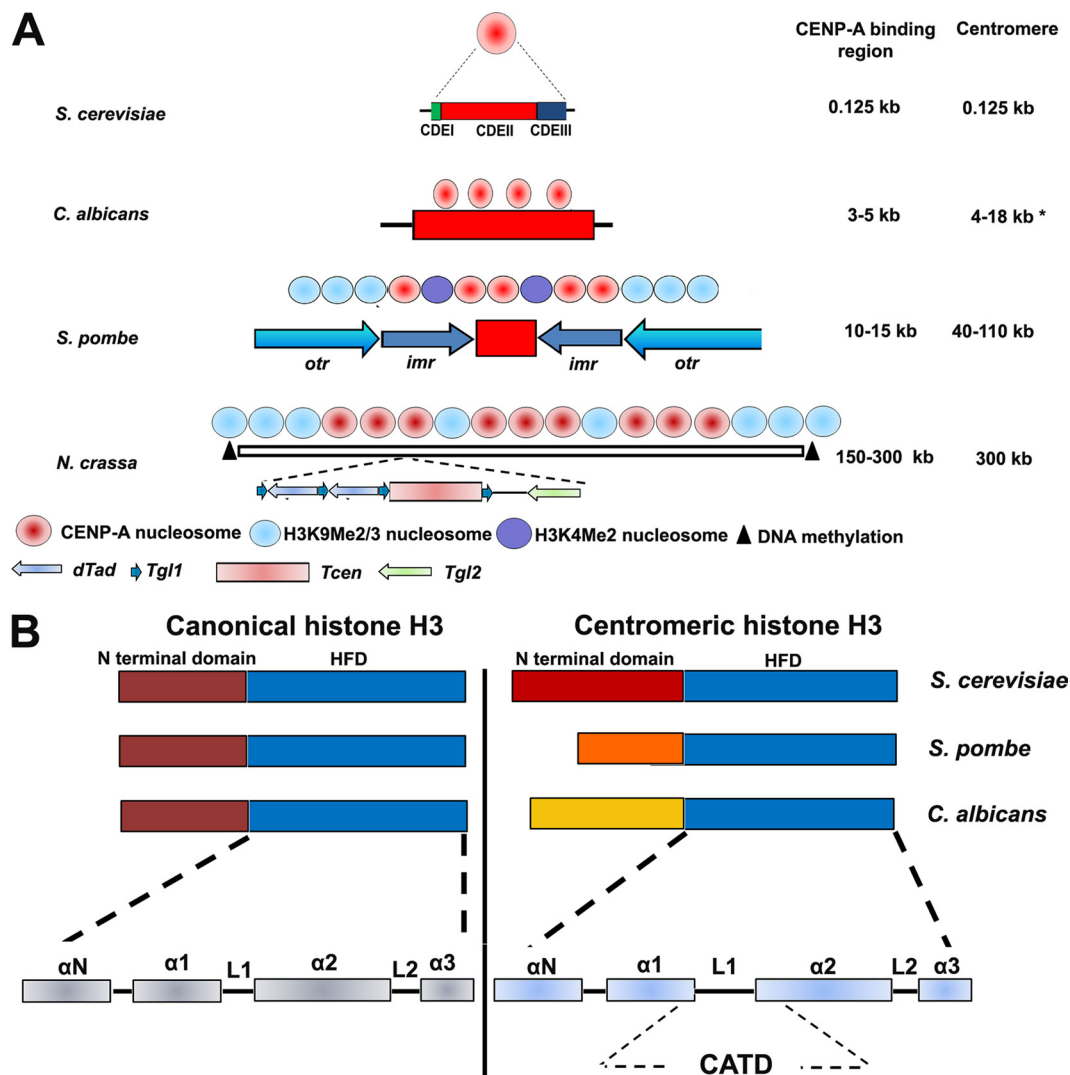 A
CENP-A binding region
Centromere
S. cerevisiae
CDEI CDEII CDEIII
0.125 kb
0.125 kb
C. albicans
3-5 kb
4-18 kb *
S. pombe
otr imr imr otr
10-15 kb
40-110 kb
N. crassa
150-300 kb
300 kb
CENP-A nucleosome
H3K9Me2/3 nucleosome
H3K4Me2 nucleosome
DNA methylation
dTad
Tgl1
Tcen
Tgl2
B
Canonical histone H3
N terminal domain HFD
Centromeric histone H3
N terminal domain HFD
S. cerevisiae
S. pombe
C. albicans
αN α1 L1 α2 L2 α3
αN α1 L1 α2 L2 α3
CATD